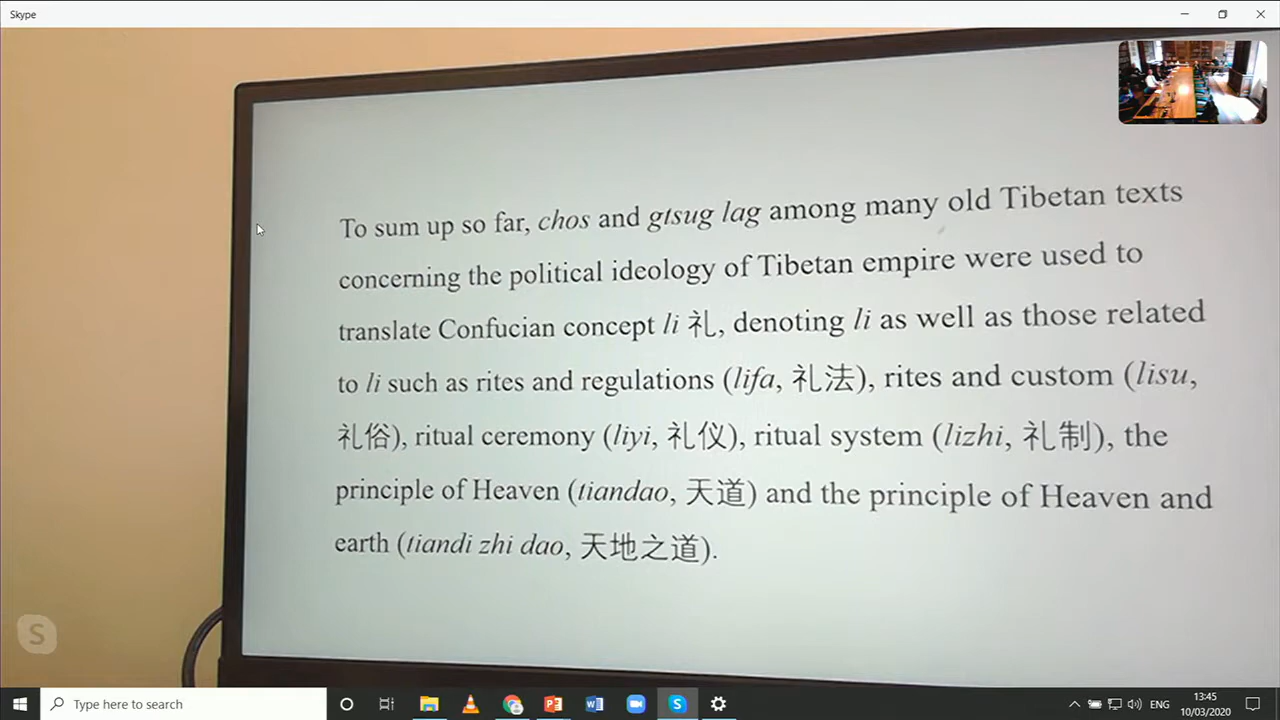 Skype
To sum up so far, chos and gtsug lag among many old Tibetan texts
concerning the political ideology of Tibetan empire were used to
translate Confucian concept li 礼, denoting li as well as those related
to li such as rites and regulations (lifa, 礼法), rites and custom (lisu,
礼俗), ritual ceremony (liyi, 礼仪), ritual system (lizhi, 礼制), the
principle of Heaven (tiandao, 天道) and the principle of Heaven and
earth (tiandi zhi dao, 天地之道).
S
Type here to search
ENG
13:45
10/03/2020